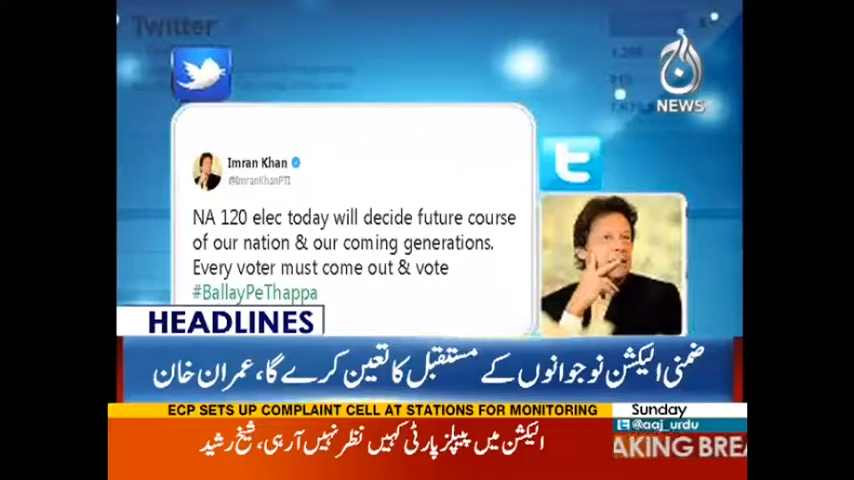 Twitter
آج
NEWS
Imran Khan
@ImranKhanPTI
NA 120 elec today will decide future course
of our nation & our coming generations.
Every voter must come out & vote
#BallayPeThappa
HEADLINES
ضمنی الیکشن نوجوانوں کے مستقبل کا تعین کرے گا، عمران خان
ECP SETS UP COMPLAINT CELL AT STATIONS FOR MONITORING
Sunday
@aaj_urdu
الیکشن میں پیپلز پارٹی کہیں نظر نہیں آ رہی، شیخ رشید
AKING BREA